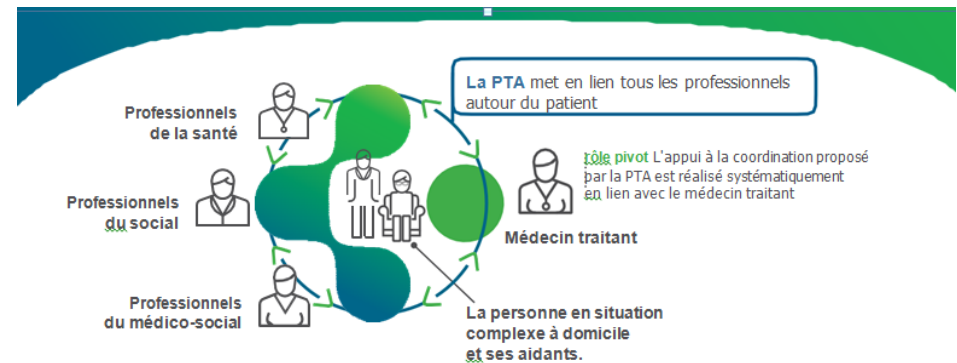 La PTA met en lien tous les professionnels
autour du patient
Professionnels
de la santé
rôle pivot L'appui à la coordination proposé
par la PTA est réalisé systématiquement
en lien avec le médecin traitant
Professionnels
du social
Médecin traitant
Professionnels
du médico-social
La personne en situation
complexe à domicile
et ses aidants.